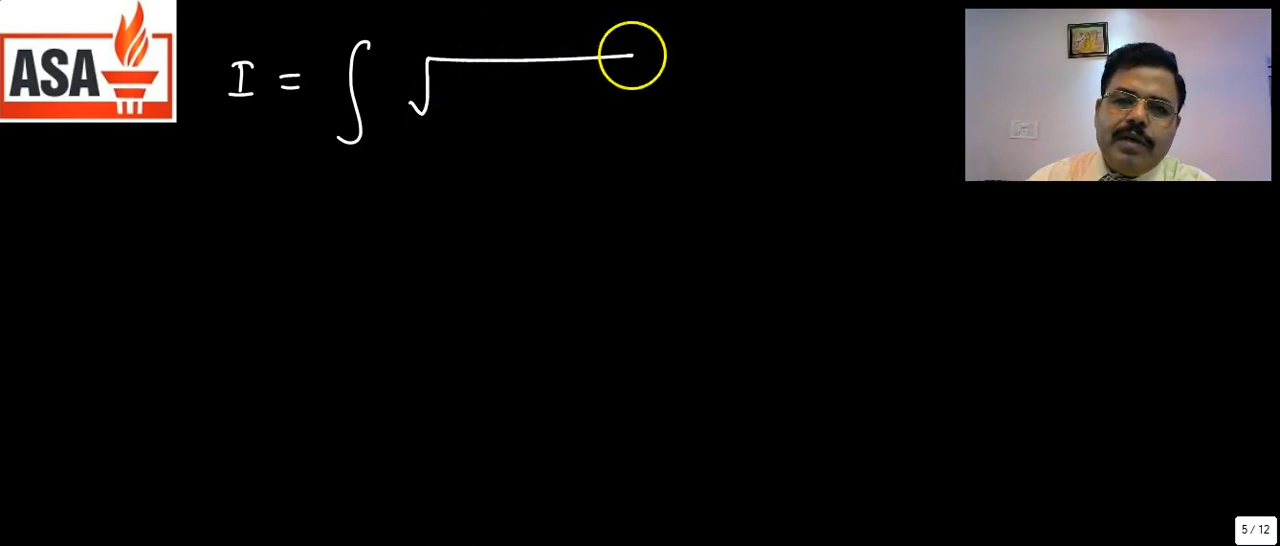 ASA
I = ∫ √
5 / 12